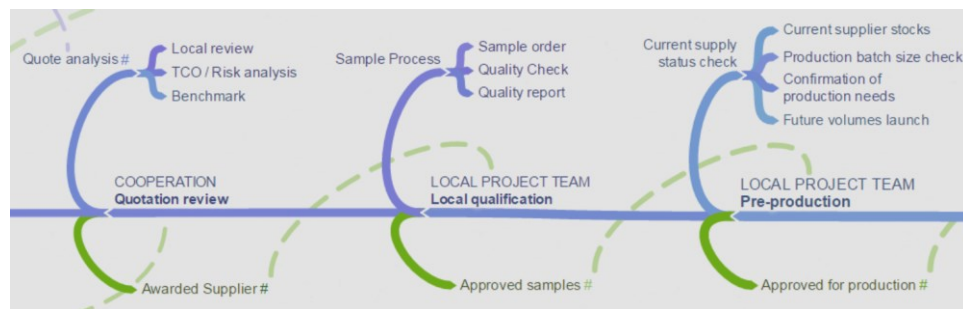 Quote analysis #
Local review
TCO / Risk analysis
Benchmark
COOPERATION
Quotation review
Awarded Supplier #
Sample Process
Sample order
Quality Check
Quality report
LOCAL PROJECT TEAM
Local qualification
Approved samples #
Current supply
status check
Current supplier stocks
Production batch size check
Confirmation of
production needs
Future volumes launch
LOCAL PROJECT TEAM
Pre-production
Approved for production #